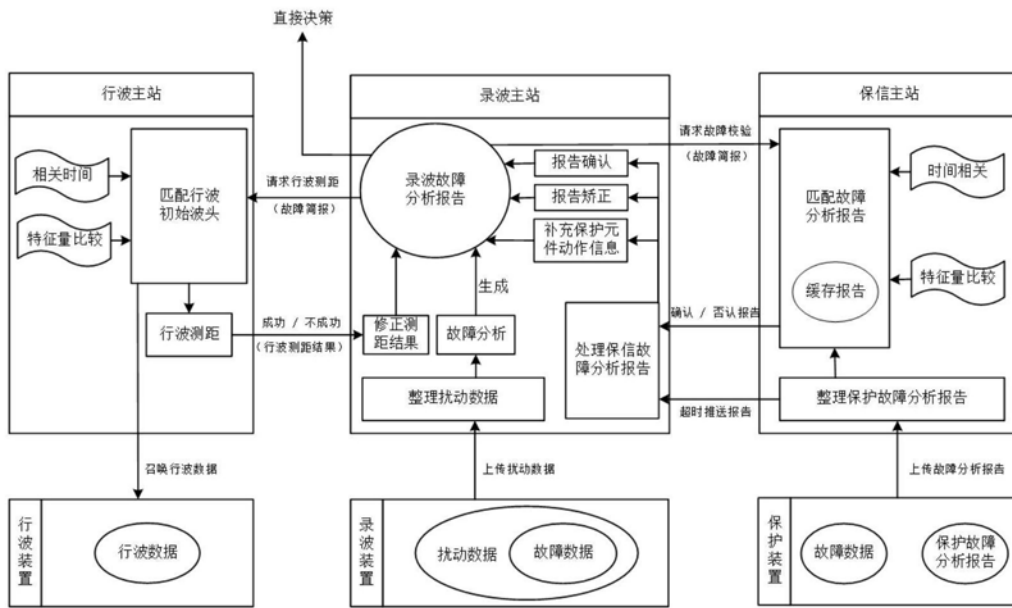 直接决策
行波主站
录波主站
保信主站
相关时间
特征量比较
匹配行波
初始波头
请求行波测距
（故障简报）
录波故障
分析报告
报告确认
报告矫正
补充保护元
件动作信息
请求故障校验
（故障简报）
匹配故障
分析报告
时间相关
特征量比较
缓存报告
生成
行波测距
成功 / 不成功
（行波测距结果）
修正测
距结果
故障分析
处理保信故
障分析报告
确认 / 否认报告
整理扰动数据
超时推送报告
整理保护故障分析报告
召唤行波数据
上传扰动数据
上传故障分析报告
行波装置
行波数据
录波装置
扰动数据
故障数据
保护装置
故障数据
保护故障
分析报告